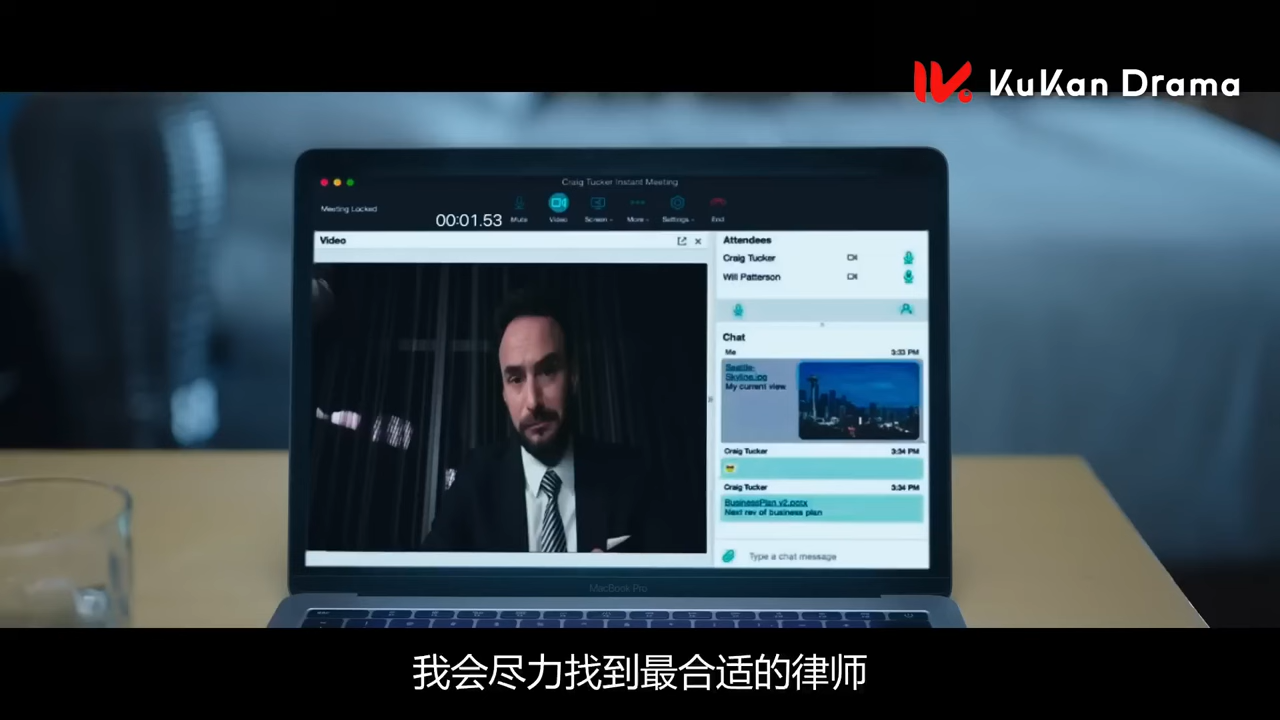 KuKan Drama
Craig Tucker Instant Meeting
Meeting Locked
00:01.53
Mute
Video
Screen
More
Settings
End
Video
Attendees
Craig Tucker
Will Patterson
Chat
Me 3:33 PM
Seattle-
Skyline.jpg
My current view
Craig Tucker 3:34 PM
Craig Tucker 3:34 PM
BusinessPlan v2.pptx
Next rev of business plan
Type a chat message
MacBook Pro
我会尽力找到最合适的律师